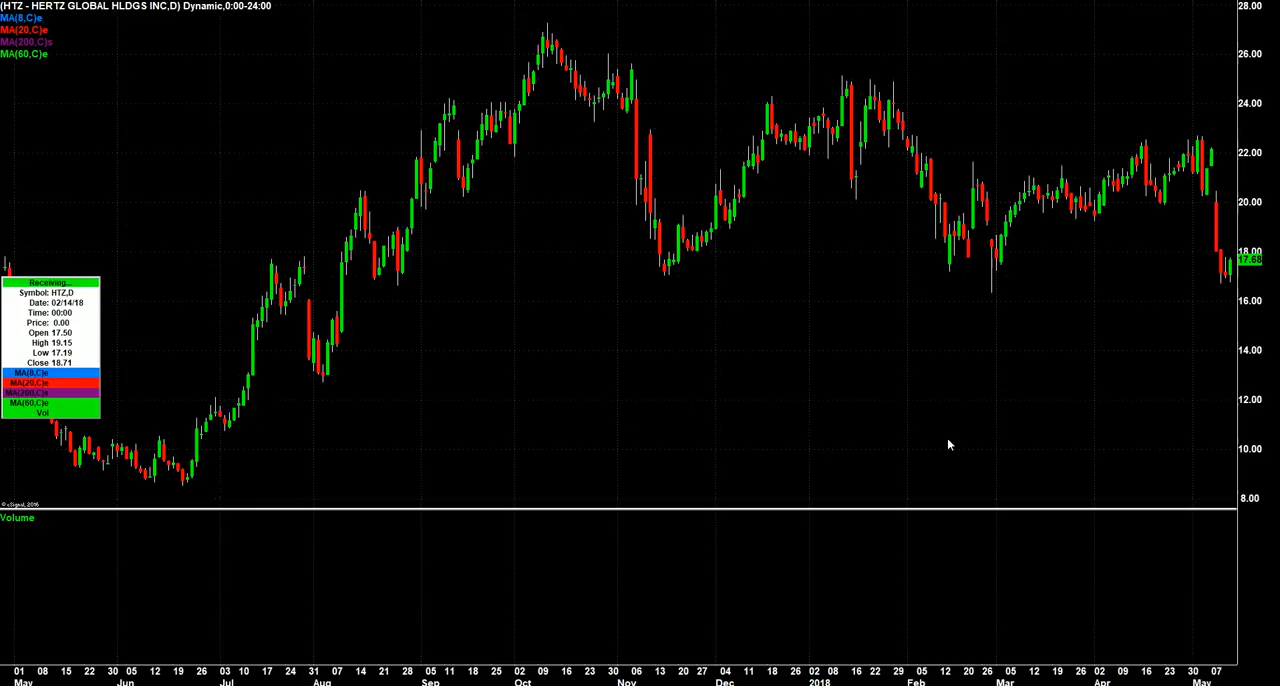 (HTZ - HERTZ GLOBAL HLDGS INC,D) Dynamic,0:00-24:00
MA(8,C)e
MA(20,C)e
MA(200,C)s
MA(60,C)e
28.00
26.00
24.00
22.00
20.00
18.00
17.68
16.00
14.00
12.00
10.00
8.00
Receiving...
Symbol: HTZ,D
Date: 02/14/18
Time: 00:00
Price: 0.00
Open 17.50
High 19.15
Low 17.19
Close 18.71
MA(8,C)e
MA(20,C)e
MA(200,C)s
MA(60,C)e
Vol
© eSignal, 2016
Volume
01 08 15 22 30 05 12 19 26 03 10 17 24 31 07 14 21 28 05 11 18 25 02 09 16 23 30 06 13 20 27 04 11 18 26 02 08 16 22 29 05 12 20 26 05 12 19 26 02 09 16 23 30 07
May Jun Jul Aug Sep Oct Nov Dec 2018 Feb Mar Apr May